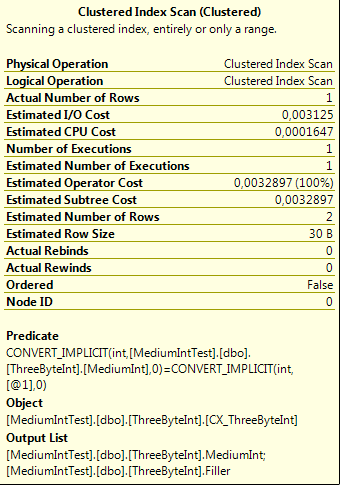 Clustered Index Scan (Clustered)
Scanning a clustered index, entirely or only a range.
Physical Operation Clustered Index Scan
Logical Operation Clustered Index Scan
Actual Number of Rows 1
Estimated I/O Cost 0,003125
Estimated CPU Cost 0,0001647
Number of Executions 1
Estimated Number of Executions 1
Estimated Operator Cost 0,0032897 (100%)
Estimated Subtree Cost 0,0032897
Estimated Number of Rows 2
Estimated Row Size 30 B
Actual Rebinds 0
Actual Rewinds 0
Ordered False
Node ID 0
Predicate
CONVERT_IMPLICIT(int,[MediumIntTest].[dbo].
[ThreeByteInt].[MediumInt],0)=CONVERT_IMPLICIT(int,
[@1],0)
Object
[MediumIntTest].[dbo].[ThreeByteInt].[CX_ThreeByteInt]
Output List
[MediumIntTest].[dbo].[ThreeByteInt].MediumInt;
[MediumIntTest].[dbo].[ThreeByteInt].Filler